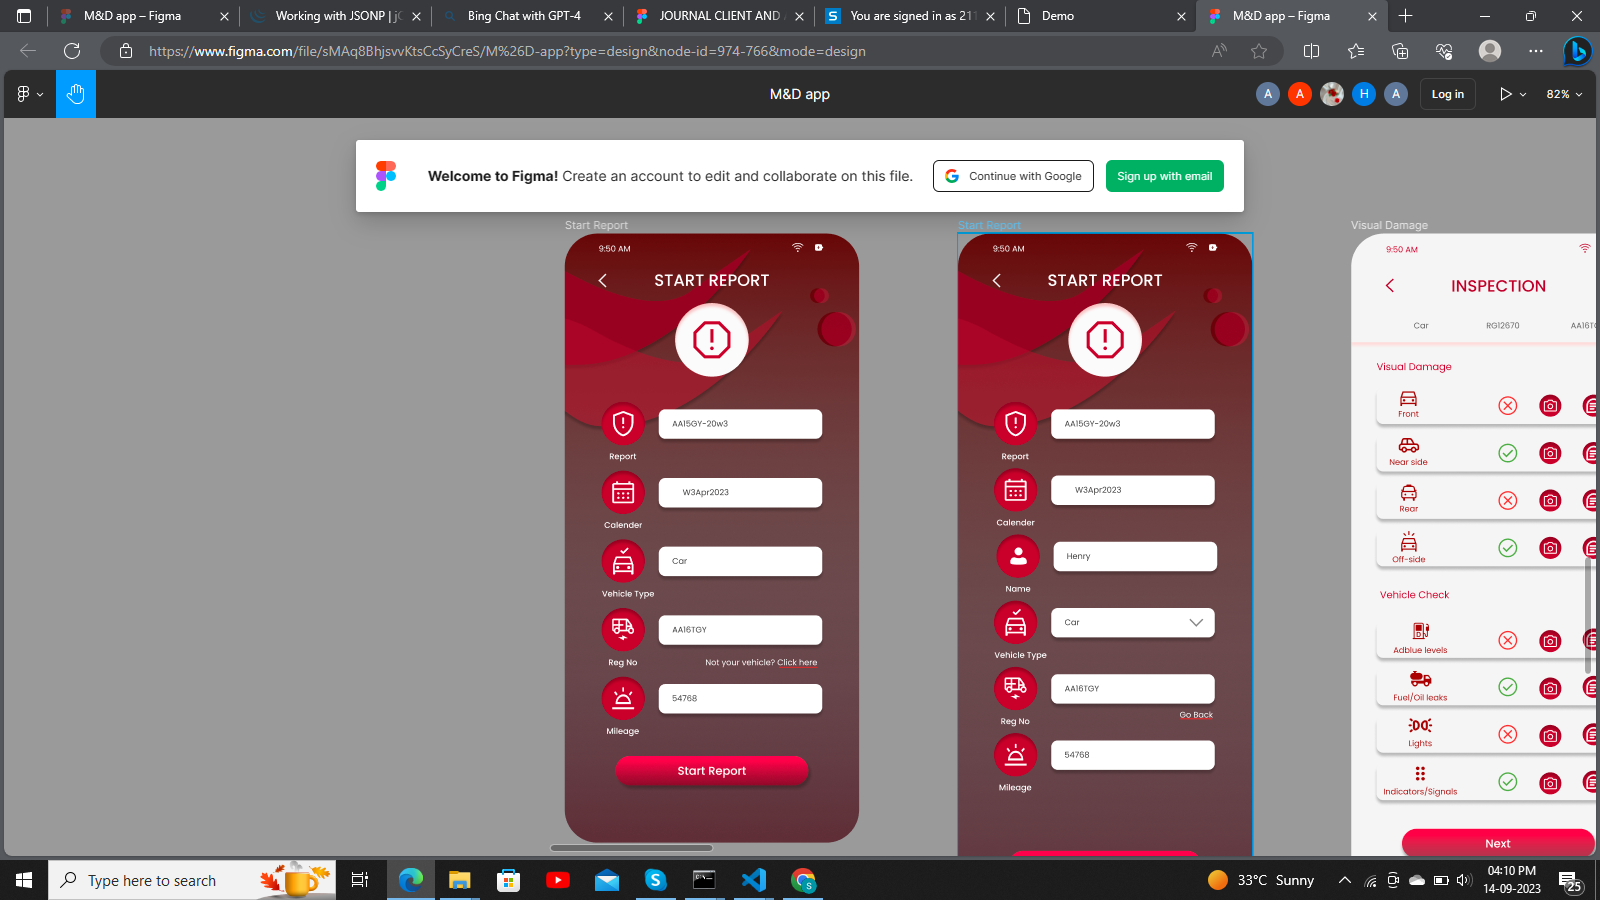 M&D app – Figma
Working with JSONP | jQ
Bing Chat with GPT-4
JOURNAL CLIENT AND
You are signed in as 211
Demo
M&D app – Figma
https://www.figma.com/file/sMAq8BhjsvvKtsCcSyCreS/M%26D-app?type=design&node-id=974-766&mode=design
M&D app
A
A
H
A
Log in
82%
Welcome to Figma! Create an account to edit and collaborate on this file.
Continue with Google
Sign up with email
Start Report
9:50 AM
START REPORT
AA15GY-20w3
Report
W3Apr2023
Calender
Car
Vehicle Type
AA16TGY
Reg No
Not your vehicle? Click here
54768
Mileage
Start Report
Start Report
9:50 AM
START REPORT
AA15GY-20w3
Report
W3Apr2023
Calender
Henry
Name
Car
Vehicle Type
AA16TGY
Reg No
Go Back
54768
Mileage
Visual Damage
9:50 AM
INSPECTION
Car
RG12670
AA16TG
Visual Damage
Front
Near side
Rear
Off-side
Vehicle Check
Adblue levels
Fuel/Oil leaks
Lights
Indicators/Signals
Next
Type here to search
33°C Sunny
04:10 PM
14-09-2023
25